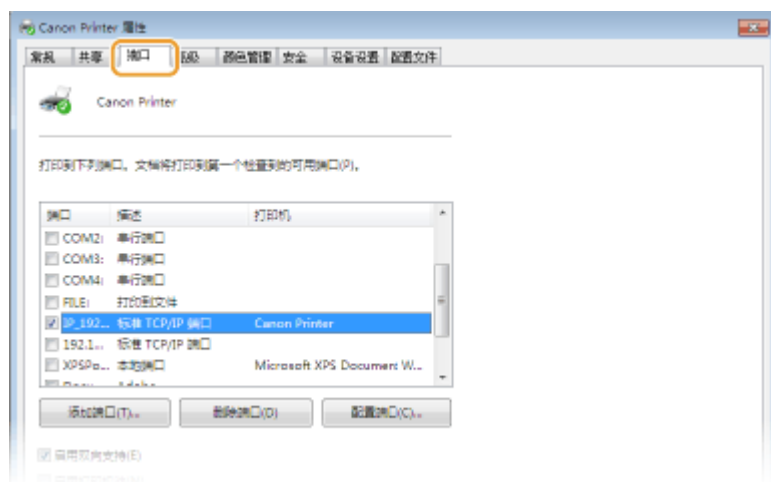 Canon Printer 属性
常规 共享 端口 高级 颜色管理 安全 设备设置 配置文件
Canon Printer
打印到下列端口。文档将打印到第一个检查到的可用端口(P)。
端口 描述 打印机
COM2: 串行端口
COM3: 串行端口
COM4: 串行端口
FILE: 打印到文件
IP_192... 标准 TCP/IP 端口 Canon Printer
192.1... 标准 TCP/IP 端口
XPSPo... 本地端口 Microsoft XPS Document W...
添加端口(T)... 删除端口(D) 配置端口(C)...
启用双向支持(E)